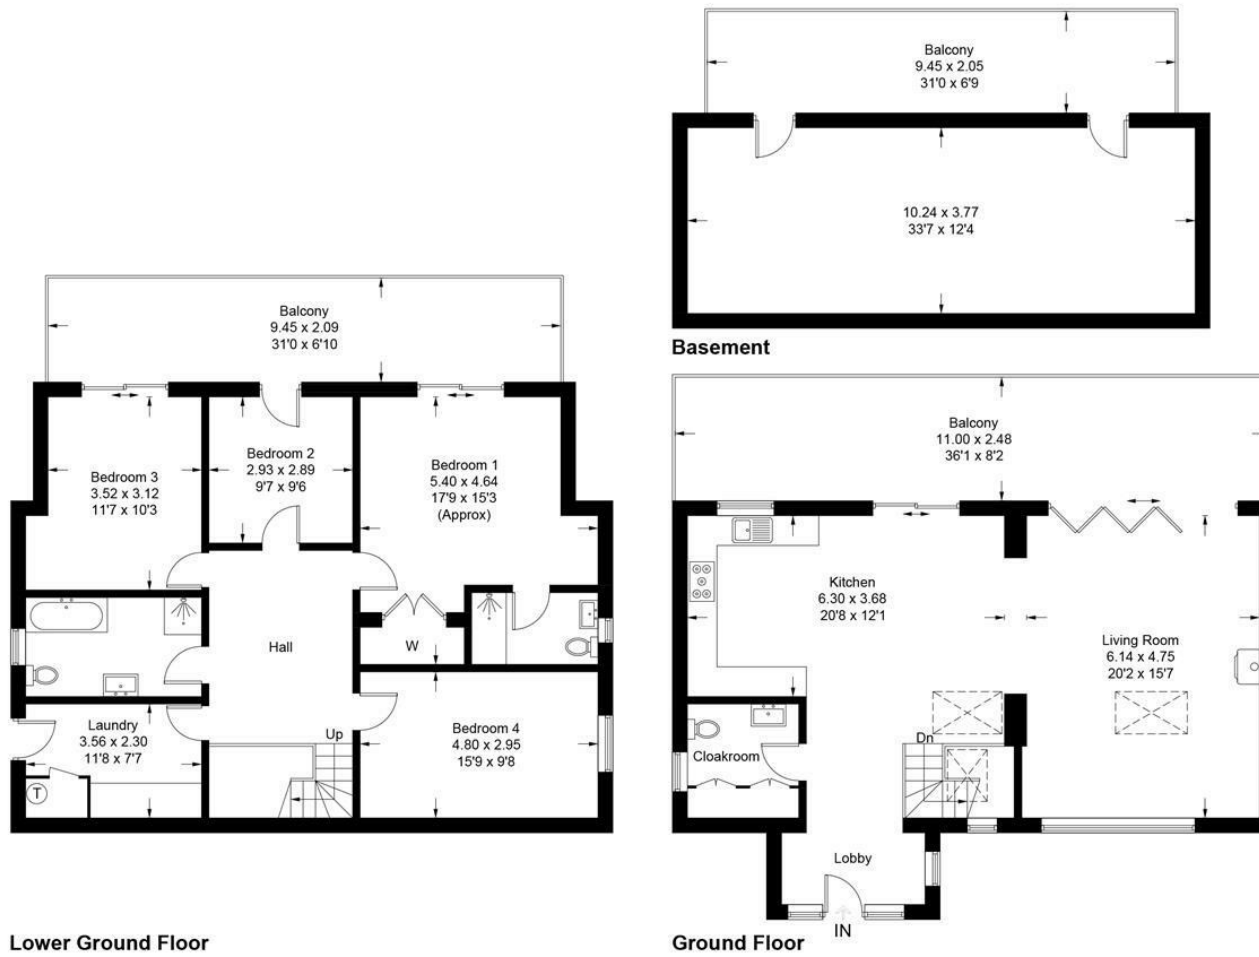 Balcony
9.45 x 2.05
31'0 x 6'9
10.24 x 3.77
33'7 x 12'4
Basement
Balcony
9.45 x 2.09
31'0 x 6'10
Bedroom 3
3.52 x 3.12
11'7 x 10'3
Bedroom 2
2.93 x 2.89
9'7 x 9'6
Bedroom 1
5.40 x 4.64
17'9 x 15'3
(Approx)
Hall
W
Laundry
3.56 x 2.30
11'8 x 7'7
T
Up
Bedroom 4
4.80 x 2.95
15'9 x 9'8
Lower Ground Floor
Balcony
11.00 x 2.48
36'1 x 8'2
Kitchen
6.30 x 3.68
20'8 x 12'1
Living Room
6.14 x 4.75
20'2 x 15'7
Cloakroom
Dn
Lobby
IN
Ground Floor